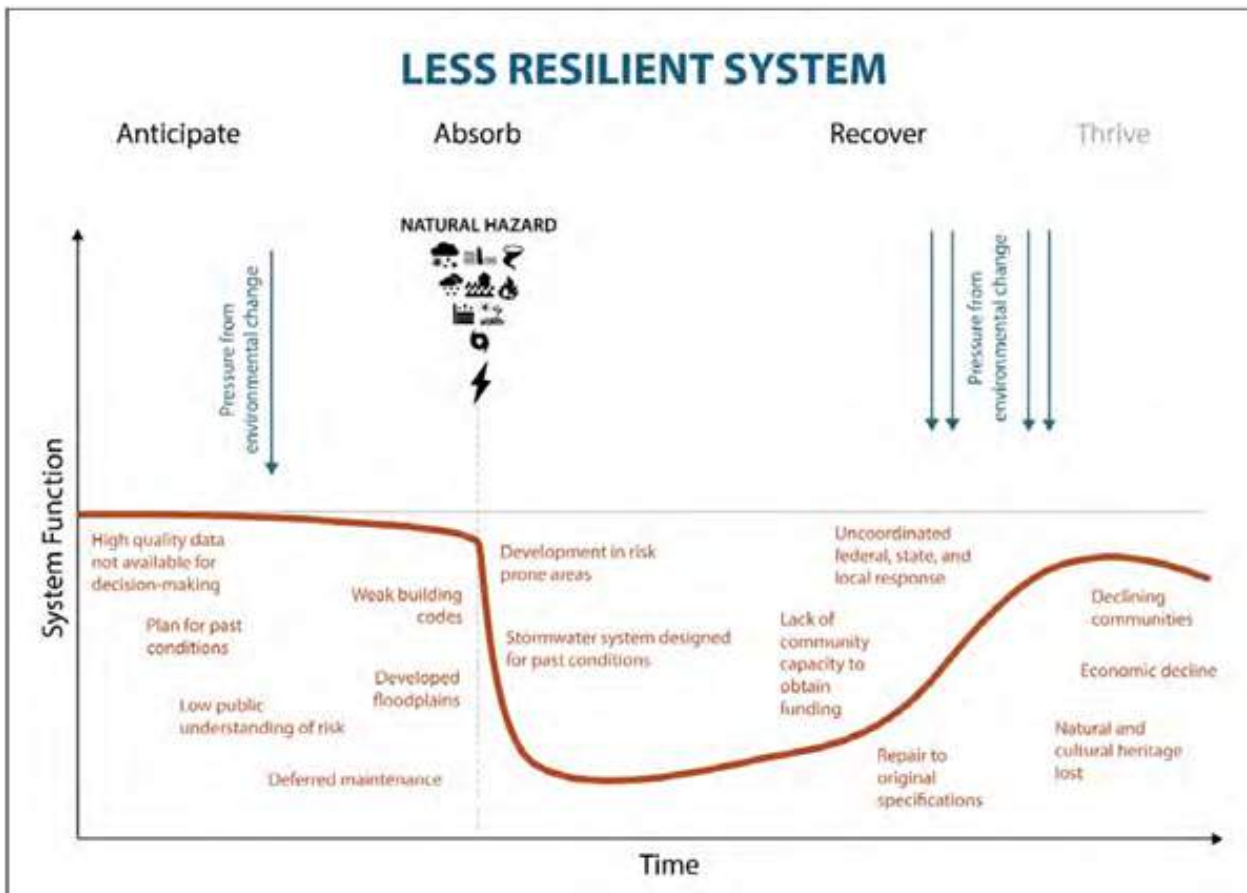 LESS RESILIENT SYSTEM
Anticipate
Absorb
Recover
Thrive
NATURAL HAZARD
Pressure from
environmental change
Pressure from
environmental change
System Function
High quality data
not available for
decision-making
Plan for past
conditions
Low public
understanding of risk
Deferred maintenance
Weak building
codes
Developed
floodplains
Development in risk
prone areas
Stormwater system designed
for past conditions
Uncoordinated
federal, state, and
local response
Lack of
community
capacity to
obtain
funding
Repair to
original
specifications
Declining
communities
Economic decline
Natural and
cultural heritage
lost
Time